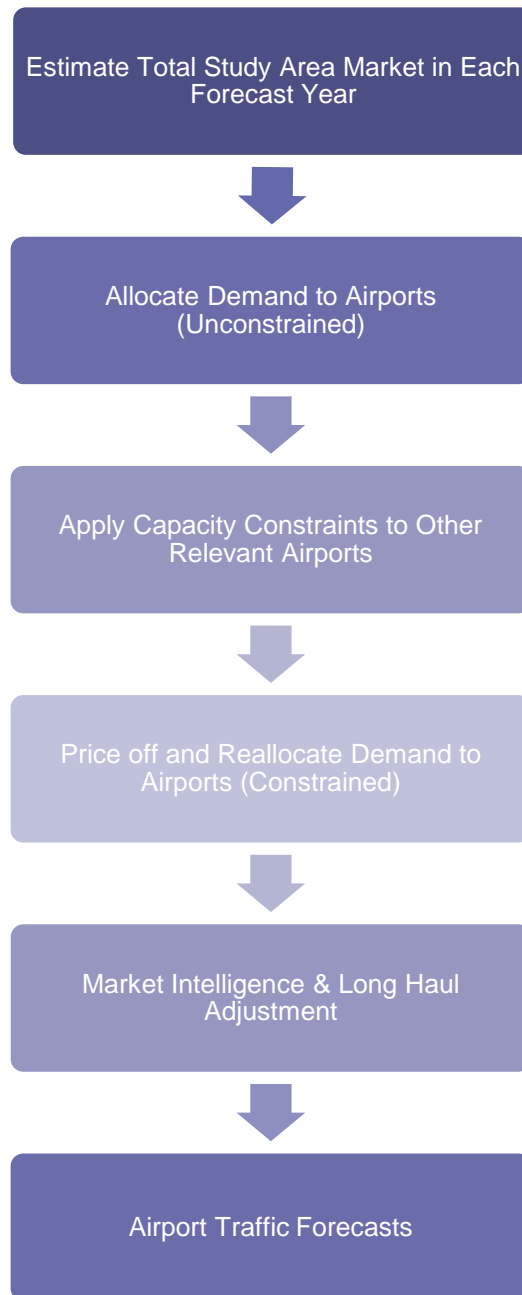 Estimate Total Study Area Market in Each
Forecast Year
Allocate Demand to Airports
(Unconstrained)
Apply Capacity Constraints to Other
Relevant Airports
Price off and Reallocate Demand to
Airports (Constrained)
Market Intelligence & Long Haul
Adjustment
Airport Traffic Forecasts